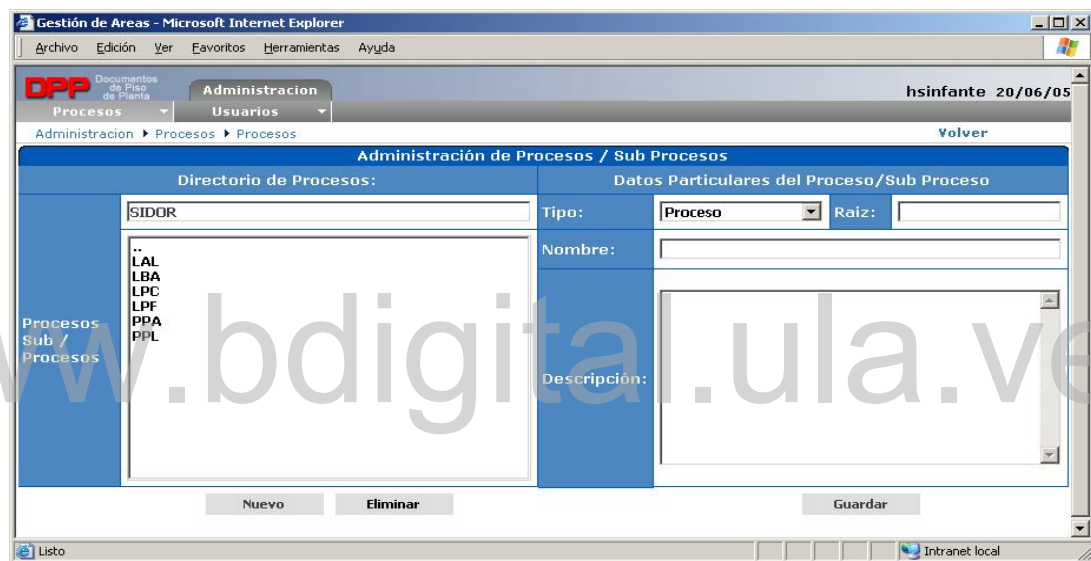 Gestión de Areas - Microsoft Internet Explorer
Archivo Edición Ver Favoritos Herramientas Ayuda
DPP Documentos de Piso de Planta
Administracion
hsinfante 20/06/05
Procesos Usuarios
Administracion Procesos Procesos
Volver
Administración de Procesos / Sub Procesos
Directorio de Procesos:
Datos Particulares del Proceso/Sub Proceso
SIDOR
Tipo: Proceso Raiz:
Nombre:
..
LAL
LBA
LPC
LPF
PPA
PPL
Procesos
Sub /
Procesos
Descripción:
www.bdigital.ula.ve
Nuevo Eliminar Guardar
Listo
Intranet local